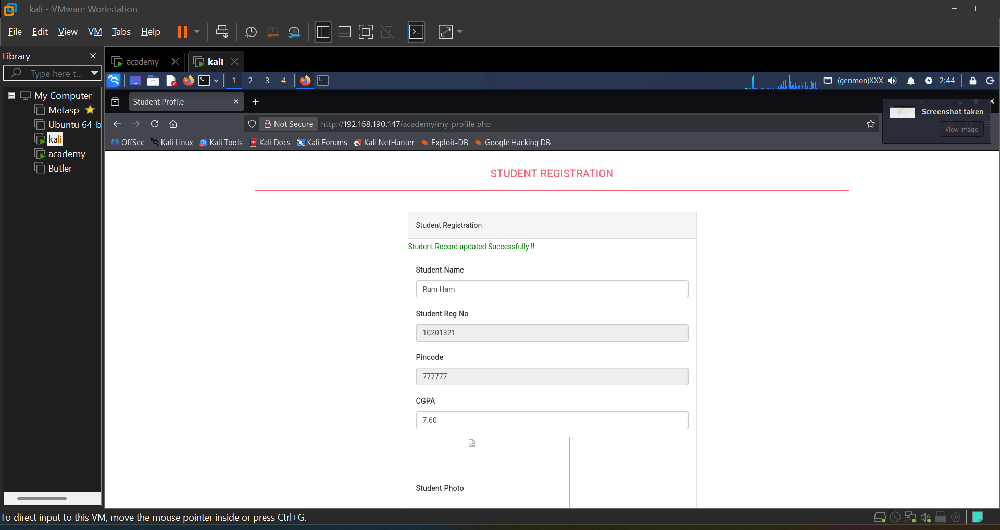 kali - VMware Workstation
File Edit View VM Tabs Help
Library
Type here t...
My Computer
Metasp
Ubuntu 64-b
kali
academy
Butler
academy
kali
1 2 3 4
(genmon)XXX
2:44
Student Profile
Screenshot taken
View image
Not Secure
http://192.168.190.147/academy/my-profile.php
OffSec Kali Linux Kali Tools Kali Docs Kali Forums Kali NetHunter Exploit-DB Google Hacking DB
STUDENT REGISTRATION
Student Registration
Student Record updated Successfully !!
Student Name
Rum Ham
Student Reg No
10201321
Pincode
777777
CGPA
7.60
Student Photo
To direct input to this VM, move the mouse pointer inside or press Ctrl+G.